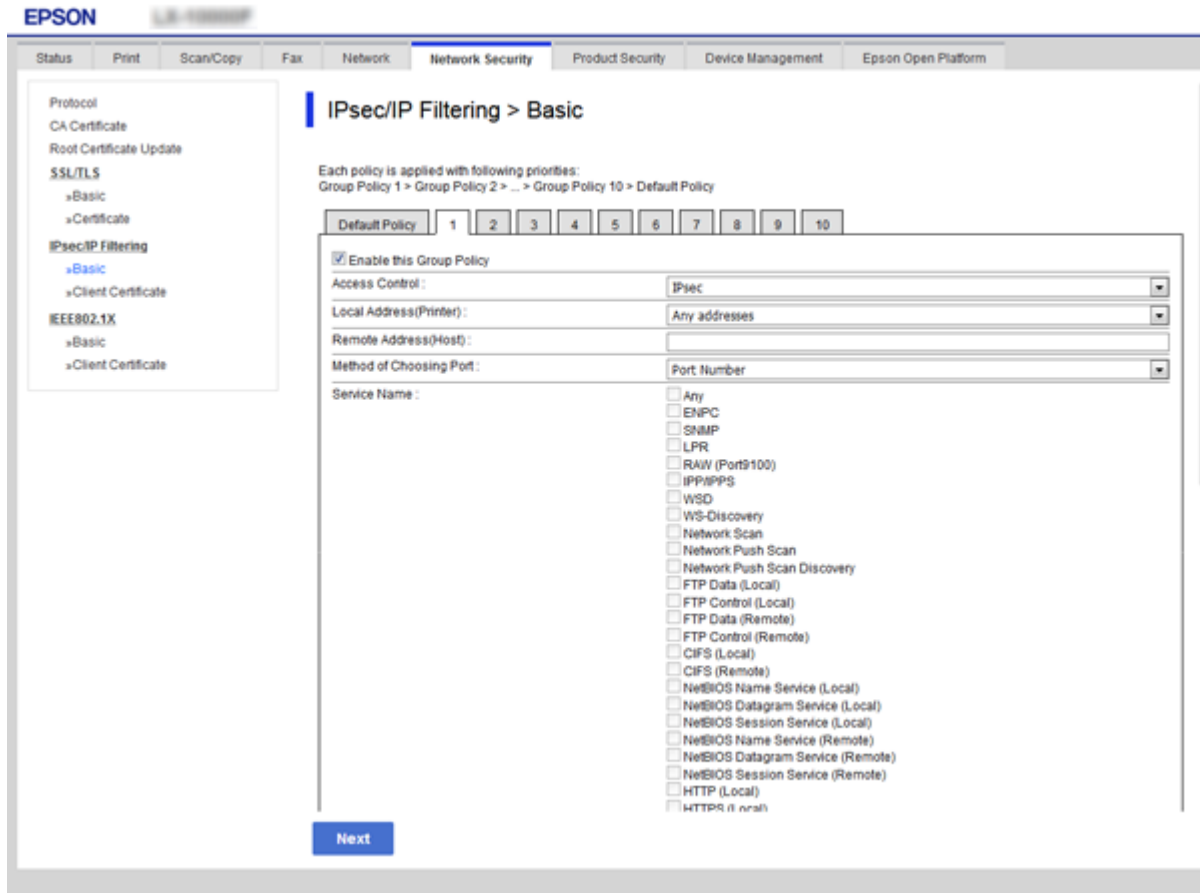 EPSON
Status Print Scan/Copy Fax Network Network Security Product Security Device Management Epson Open Platform
Protocol
CA Certificate
Root Certificate Update
SSL/TLS
»Basic
»Certificate
IPsec/IP Filtering
»Basic
»Client Certificate
IEEE802.1X
»Basic
»Client Certificate
IPsec/IP Filtering > Basic
Each policy is applied with following priorities:
Group Policy 1 > Group Policy 2 > ... > Group Policy 10 > Default Policy
Default Policy 1 2 3 4 5 6 7 8 9 10
Enable this Group Policy
Access Control : IPsec
Local Address(Printer) : Any addresses
Remote Address(Host) :
Method of Choosing Port : Port Number
Service Name :
Any
ENPC
SNMP
LPR
RAW (Port9100)
IPP/IPPS
WSD
WS-Discovery
Network Scan
Network Push Scan
Network Push Scan Discovery
FTP Data (Local)
FTP Control (Local)
FTP Data (Remote)
FTP Control (Remote)
CIFS (Local)
CIFS (Remote)
NetBIOS Name Service (Local)
NetBIOS Datagram Service (Local)
NetBIOS Session Service (Local)
NetBIOS Name Service (Remote)
NetBIOS Datagram Service (Remote)
NetBIOS Session Service (Remote)
HTTP (Local)
HTTPS (Local)
Next